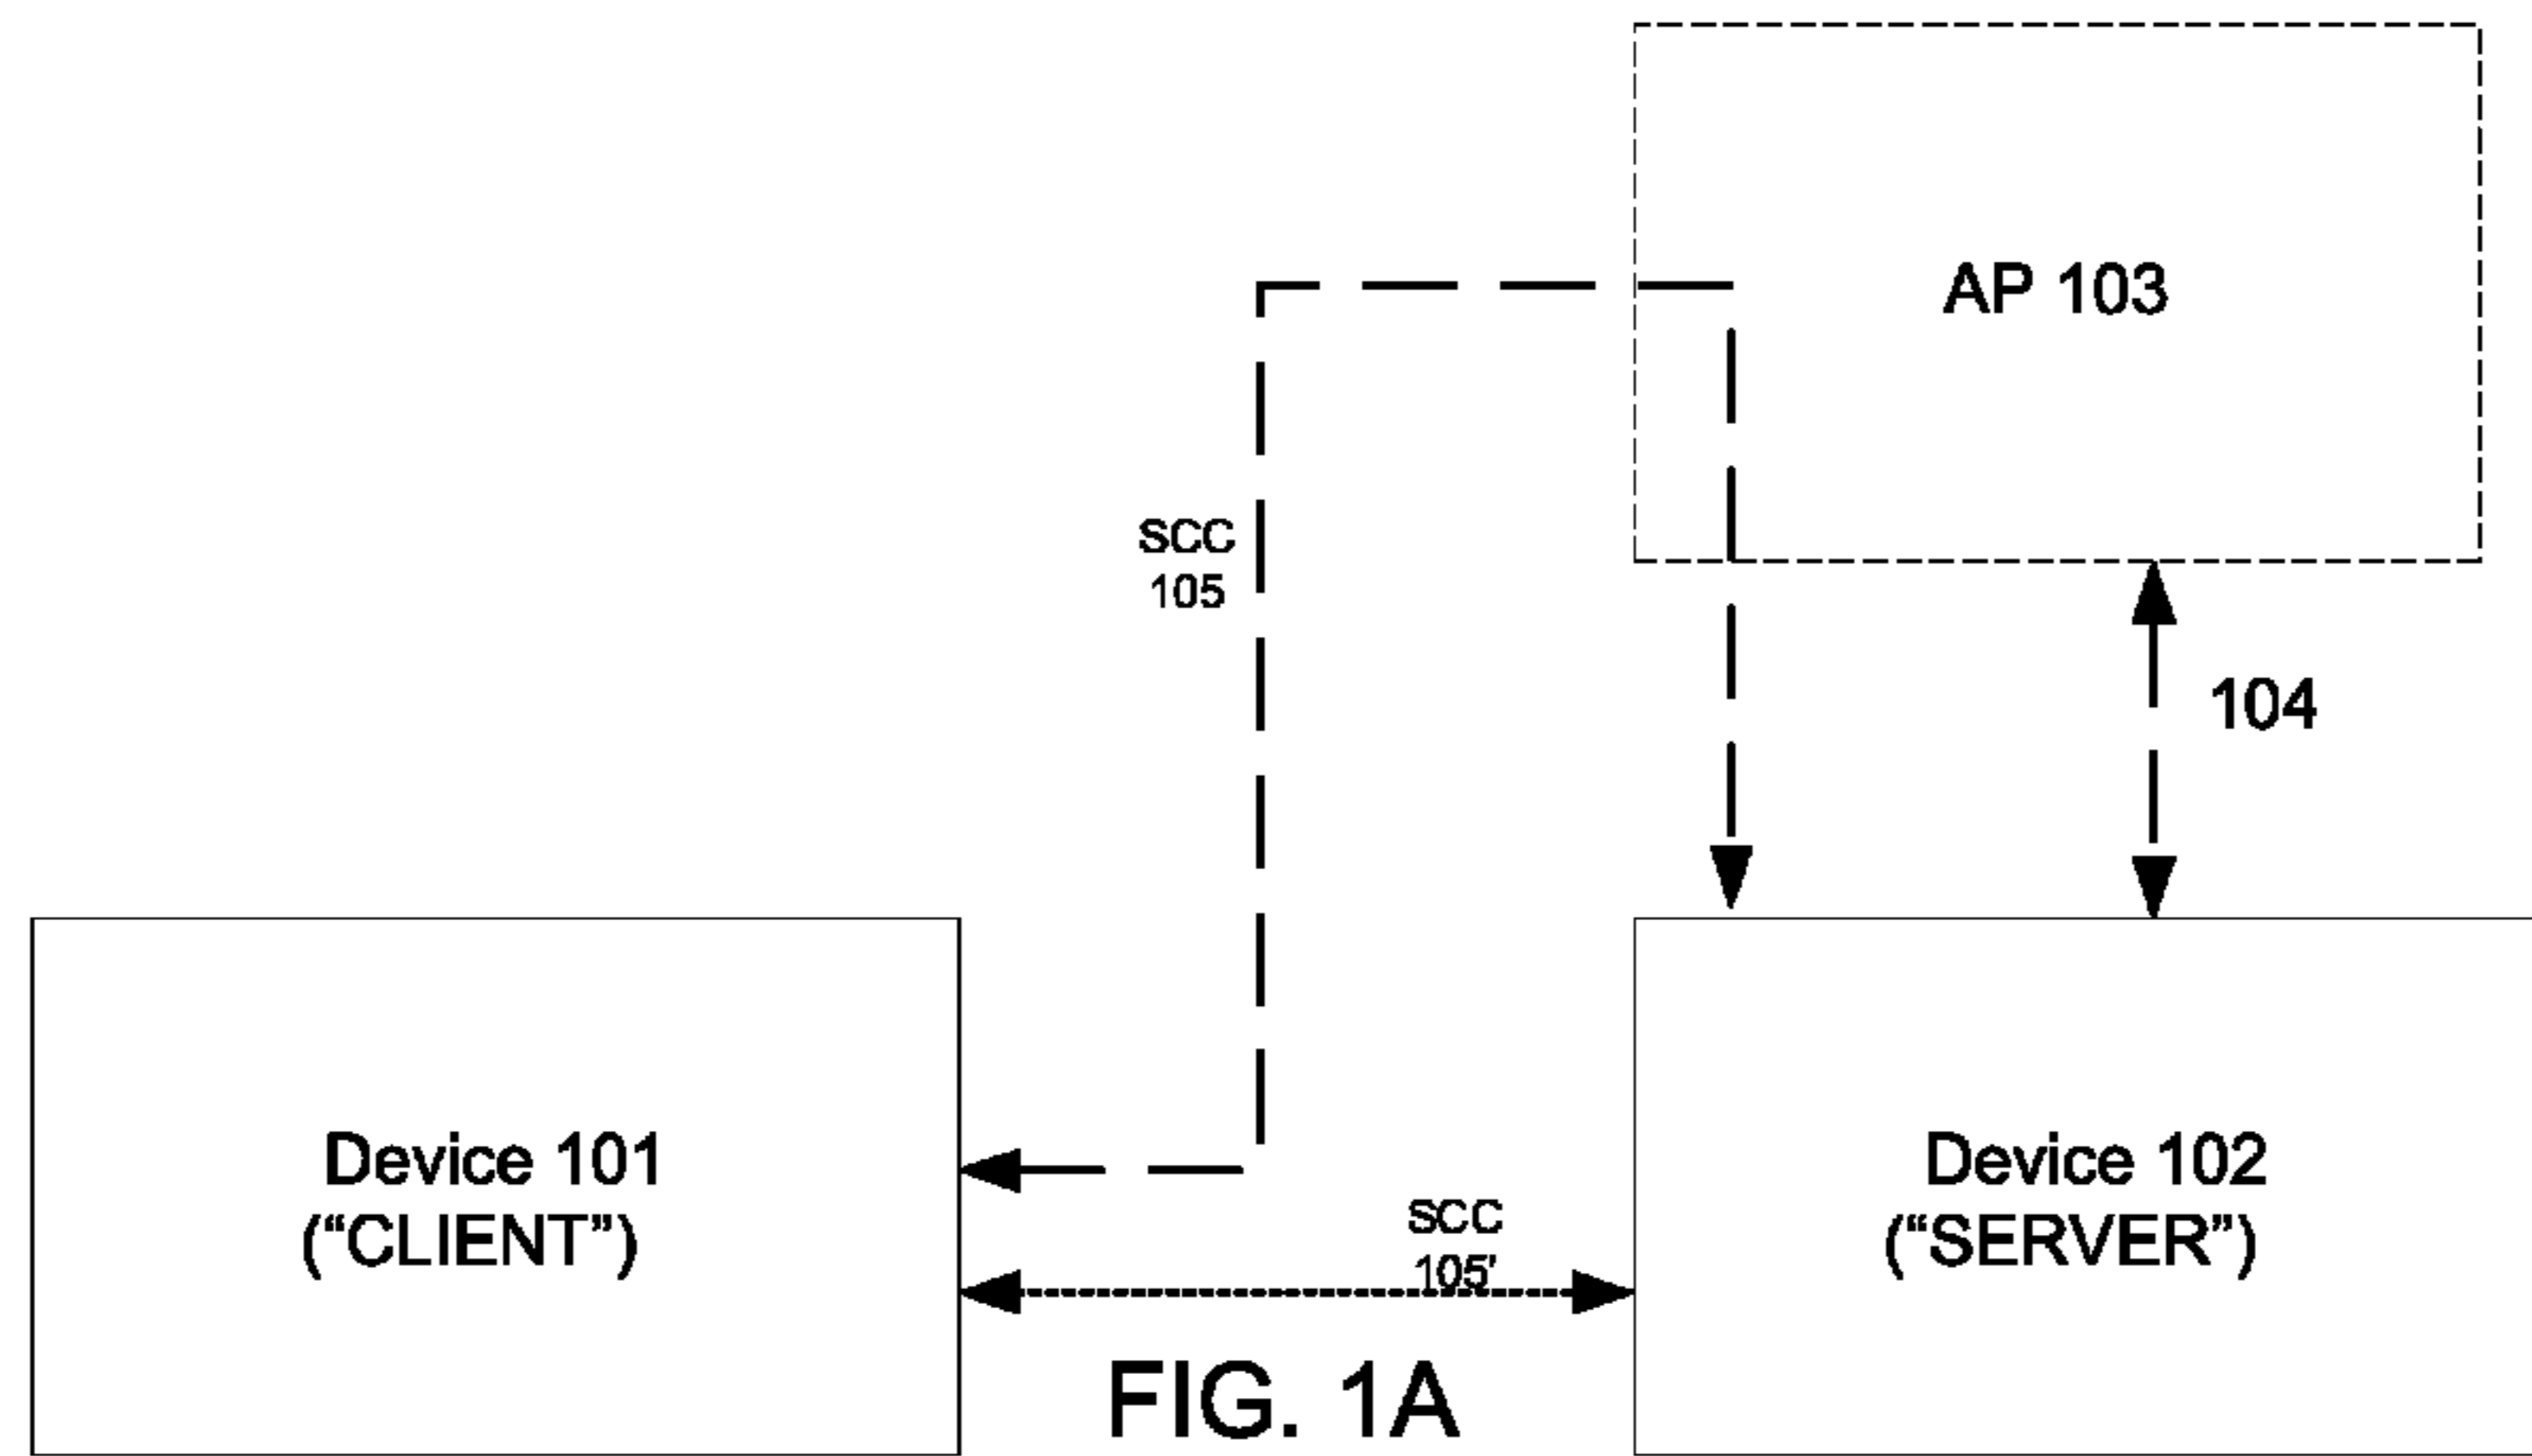 AP 103
SCC
105
104
Device 101
(“CLIENT”)
Device 102
(“SERVER”)
SCC
105'
FIG. 1A